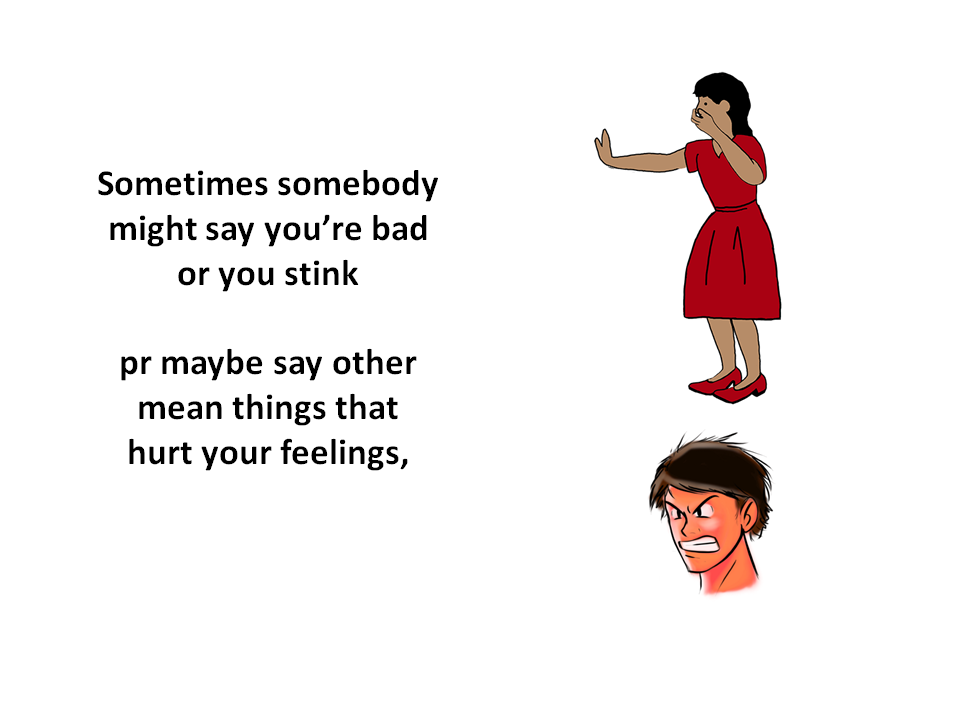 Sometimes somebody
might say you’re bad
or you stink
pr maybe say other
mean things that
hurt your feelings,